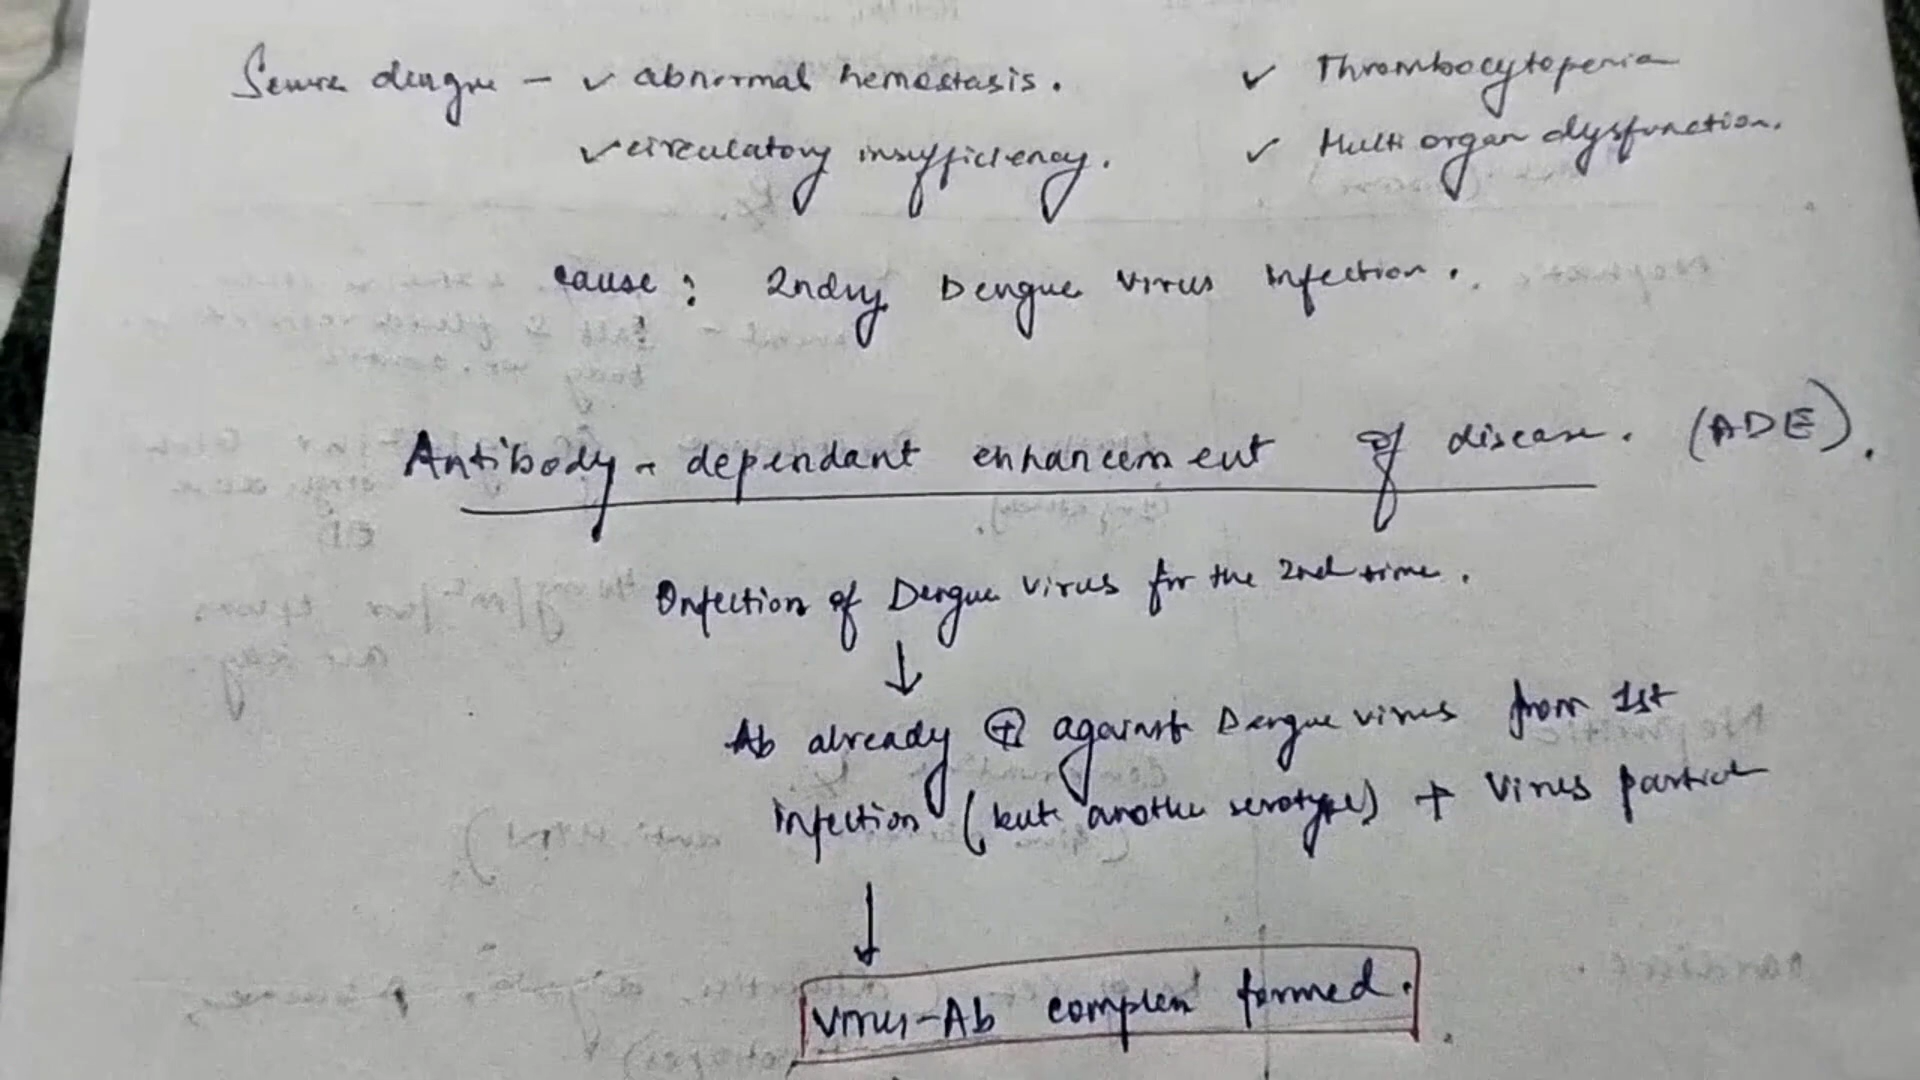 Severe dengue – ✓ abnormal hemostasis. ✓ Thrombocytopenia
✓ circulatory insufficiency. ✓ Multi organ dysfunction.
cause : 2ndry Dengue virus infection.
Antibody - dependant enhancement of disease. (ADE).
Infection of Dengue virus for the 2nd time.
↓
Ab already ⊕ against Dengue virus from 1st
infection (but another serotype) + Virus particle
↓
Virus-Ab complex formed.